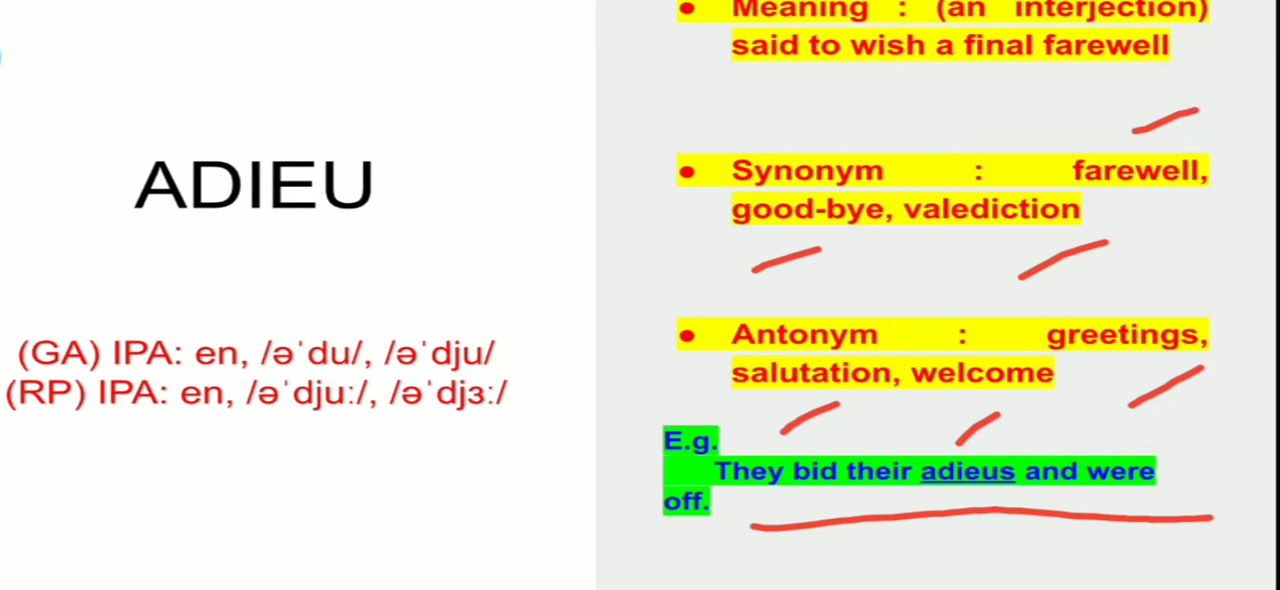 ADIEU
(GA) IPA: en, /əˈdu/, /əˈdju/
(RP) IPA: en, /əˈdjuː/, /əˈdjɜː/
● Meaning : (an interjection)
said to wish a final farewell
● Synonym : farewell,
good-bye, valediction
● Antonym : greetings,
salutation, welcome
E.g.
They bid their adieus and were
off.